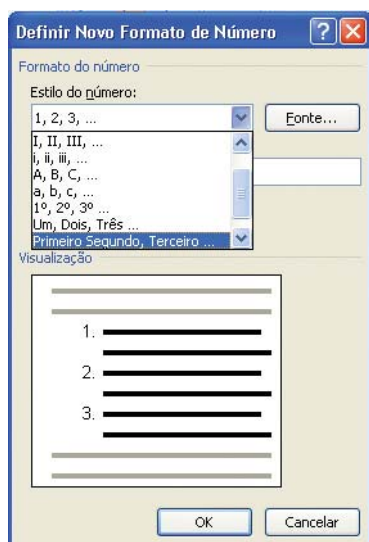 Definir Novo Formato de Número
Formato do número
Estilo do número:
1, 2, 3, ...
Fonte...
I, II, III, ...
i, ii, iii, ...
A, B, C, ...
a, b, c, ...
1º, 2º, 3º ...
Um, Dois, Três ...
Primeiro Segundo, Terceiro ...
Visualização
1.
2.
3.
OK
Cancelar